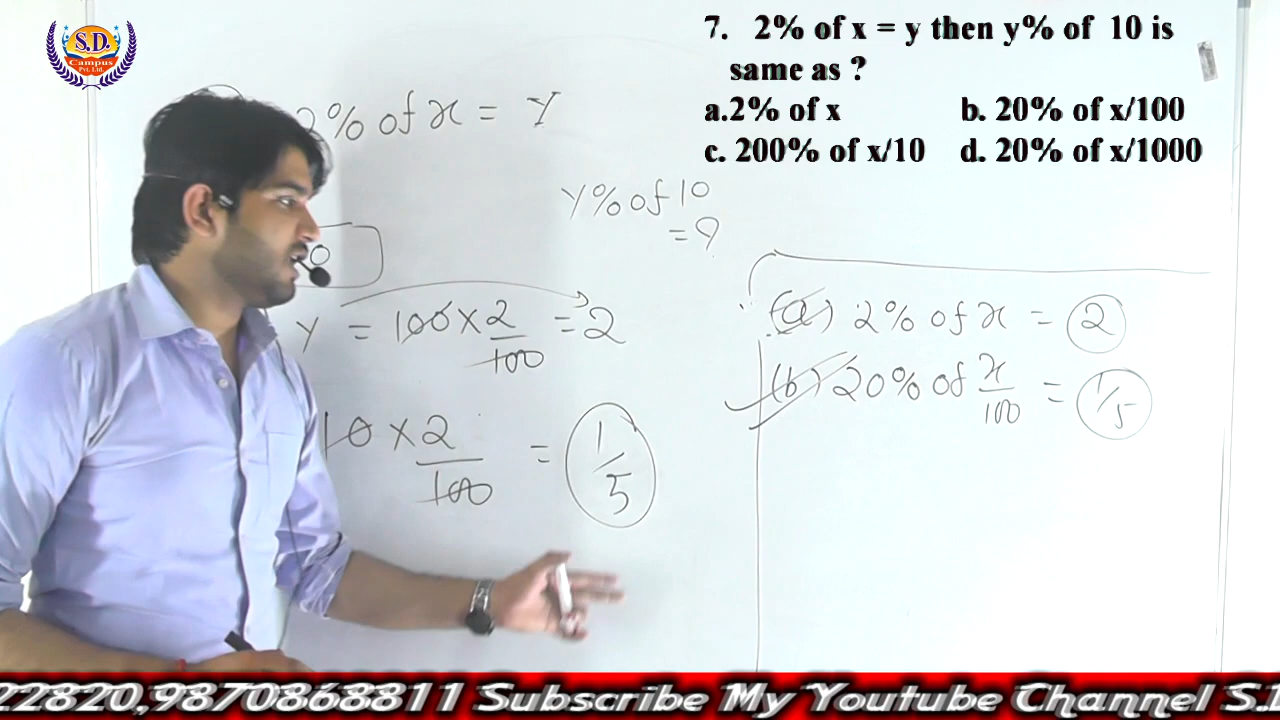 S.D.
Campus
Pvt. Ltd.
7. 2% of x = y then y% of 10 is
same as ?
a.2% of x b. 20% of x/100
c. 200% of x/10 d. 20% of x/1000
2% of x = Y
Y% of 10
= ?
Y = 100 × 2/100 = 2
10 × 2/100 = 1/5
(a) 2% of x = 2
(b) 20% of x/100 = 1/5
22820,9870868811 Subscribe My Youtube Channel